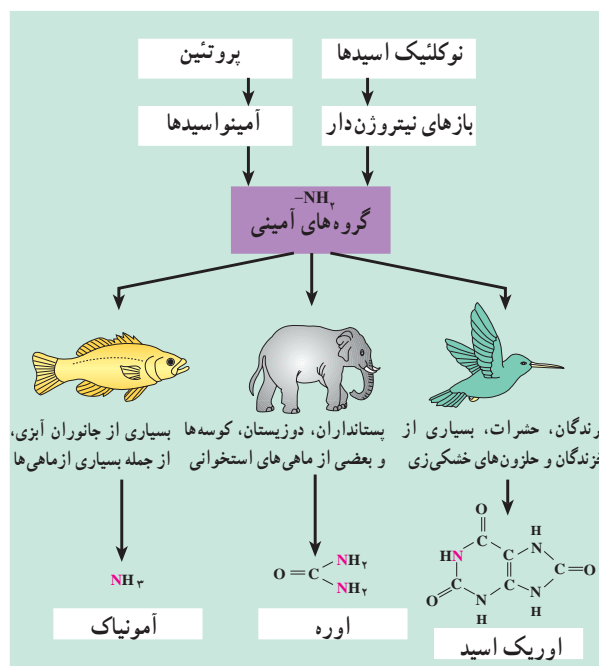 نوکلئیک اسیدها
پروتئین
بازهای نیتروژن‌دار
آمینواسیدها
−NH۲
گروه‌های آمینی
رندگان، حشرات، بسیاری از
خزندگان و حلزون‌های خشکی‌زی
پستانداران، دوزیستان، کوسه‌ها
و بعضی از ماهی‌های استخوانی
بسیاری از جانوران آبزی،
از جمله بسیاری ازماهی‌ها
O
H
C N
HN C
C=O
C C
O N N
H H
اوریک اسید
NH۲
O=C
NH۲
اوره
NH۳
آمونیاک